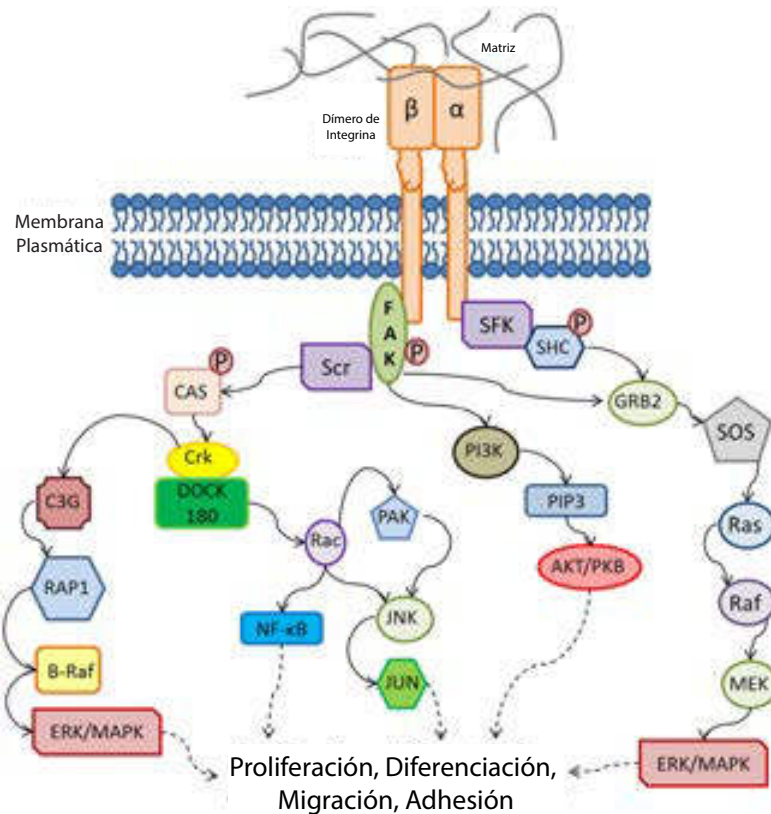 Matriz
β
α
Dímero de
Integrina
Membrana
Plasmática
F
A
K
P
SFK
P
SHC
P
Scr
CAS
GRB2
SOS
Crk
PI3K
C3G
DOCK
180
PAK
PIP3
Rac
Ras
RAP1
AKT/PKB
Raf
NF-κB
JNK
B-Raf
JUN
MEK
ERK/MAPK
ERK/MAPK
Proliferación, Diferenciación,
Migración, Adhesión